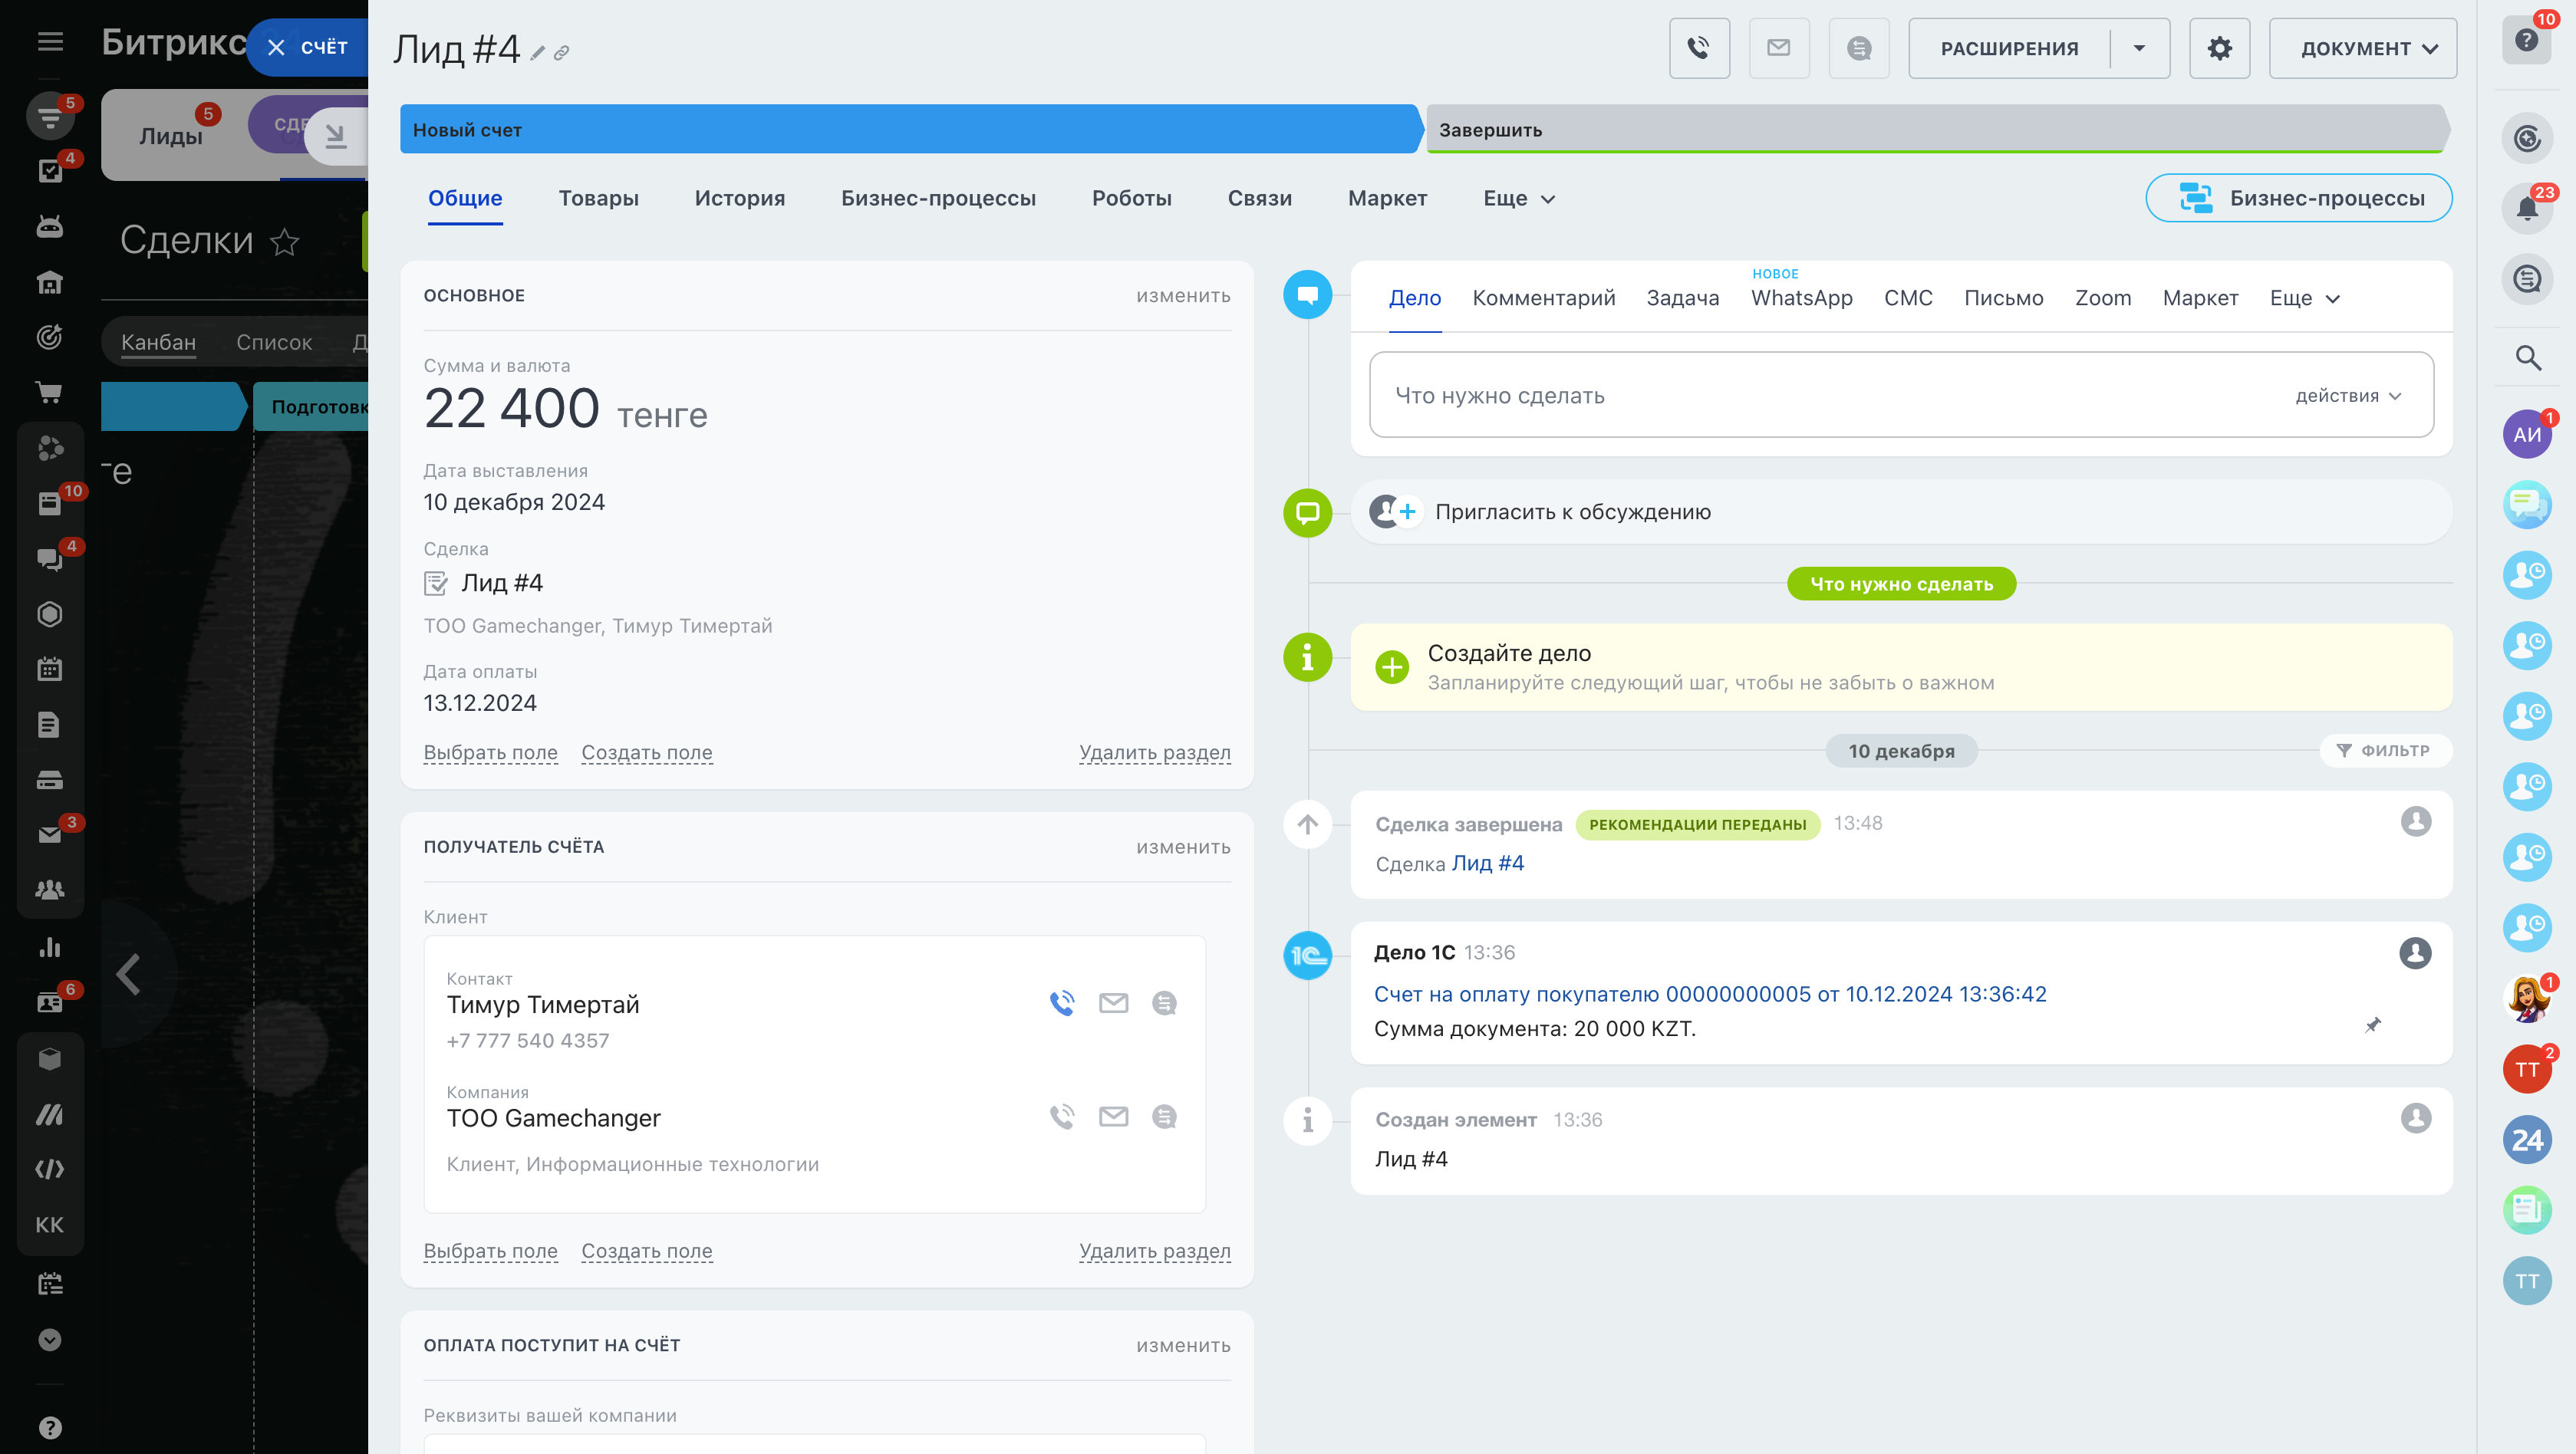 Битрикс
СЧЁТ
Лид #4
РАСШИРЕНИЯ
ДОКУМЕНТ
10
5
4
Лиды
5
СДЕ
Сделки
Канбан
Список
Д
Подготовк
те
10
4
3
6
КК
Новый счет
Завершить
Общие
Товары
История
Бизнес-процессы
Роботы
Связи
Маркет
Еще
Бизнес-процессы
ОСНОВНОЕ
изменить
Сумма и валюта
22 400 тенге
Дата выставления
10 декабря 2024
Сделка
Лид #4
ТОО Gamechanger, Тимур Тимертай
Дата оплаты
13.12.2024
Выбрать поле
Создать поле
Удалить раздел
ПОЛУЧАТЕЛЬ СЧЁТА
изменить
Клиент
Контакт
Тимур Тимертай
+7 777 540 4357
Компания
ТОО Gamechanger
Клиент, Информационные технологии
Выбрать поле
Создать поле
Удалить раздел
ОПЛАТА ПОСТУПИТ НА СЧЁТ
изменить
Реквизиты вашей компании
НОВОЕ
Дело
Комментарий
Задача
WhatsApp
СМС
Письмо
Zoom
Маркет
Еще
Что нужно сделать
действия
Пригласить к обсуждению
Что нужно сделать
Создайте дело
Запланируйте следующий шаг, чтобы не забыть о важном
10 декабря
ФИЛЬТР
Сделка завершена
РЕКОМЕНДАЦИИ ПЕРЕДАНЫ
13:48
Сделка Лид #4
1С
Дело 1С 13:36
Счет на оплату покупателю 00000000005 от 10.12.2024 13:36:42
Сумма документа: 20 000 KZT.
Создан элемент 13:36
Лид #4
23
АИ
1
1
ТТ
2
24
ТТ